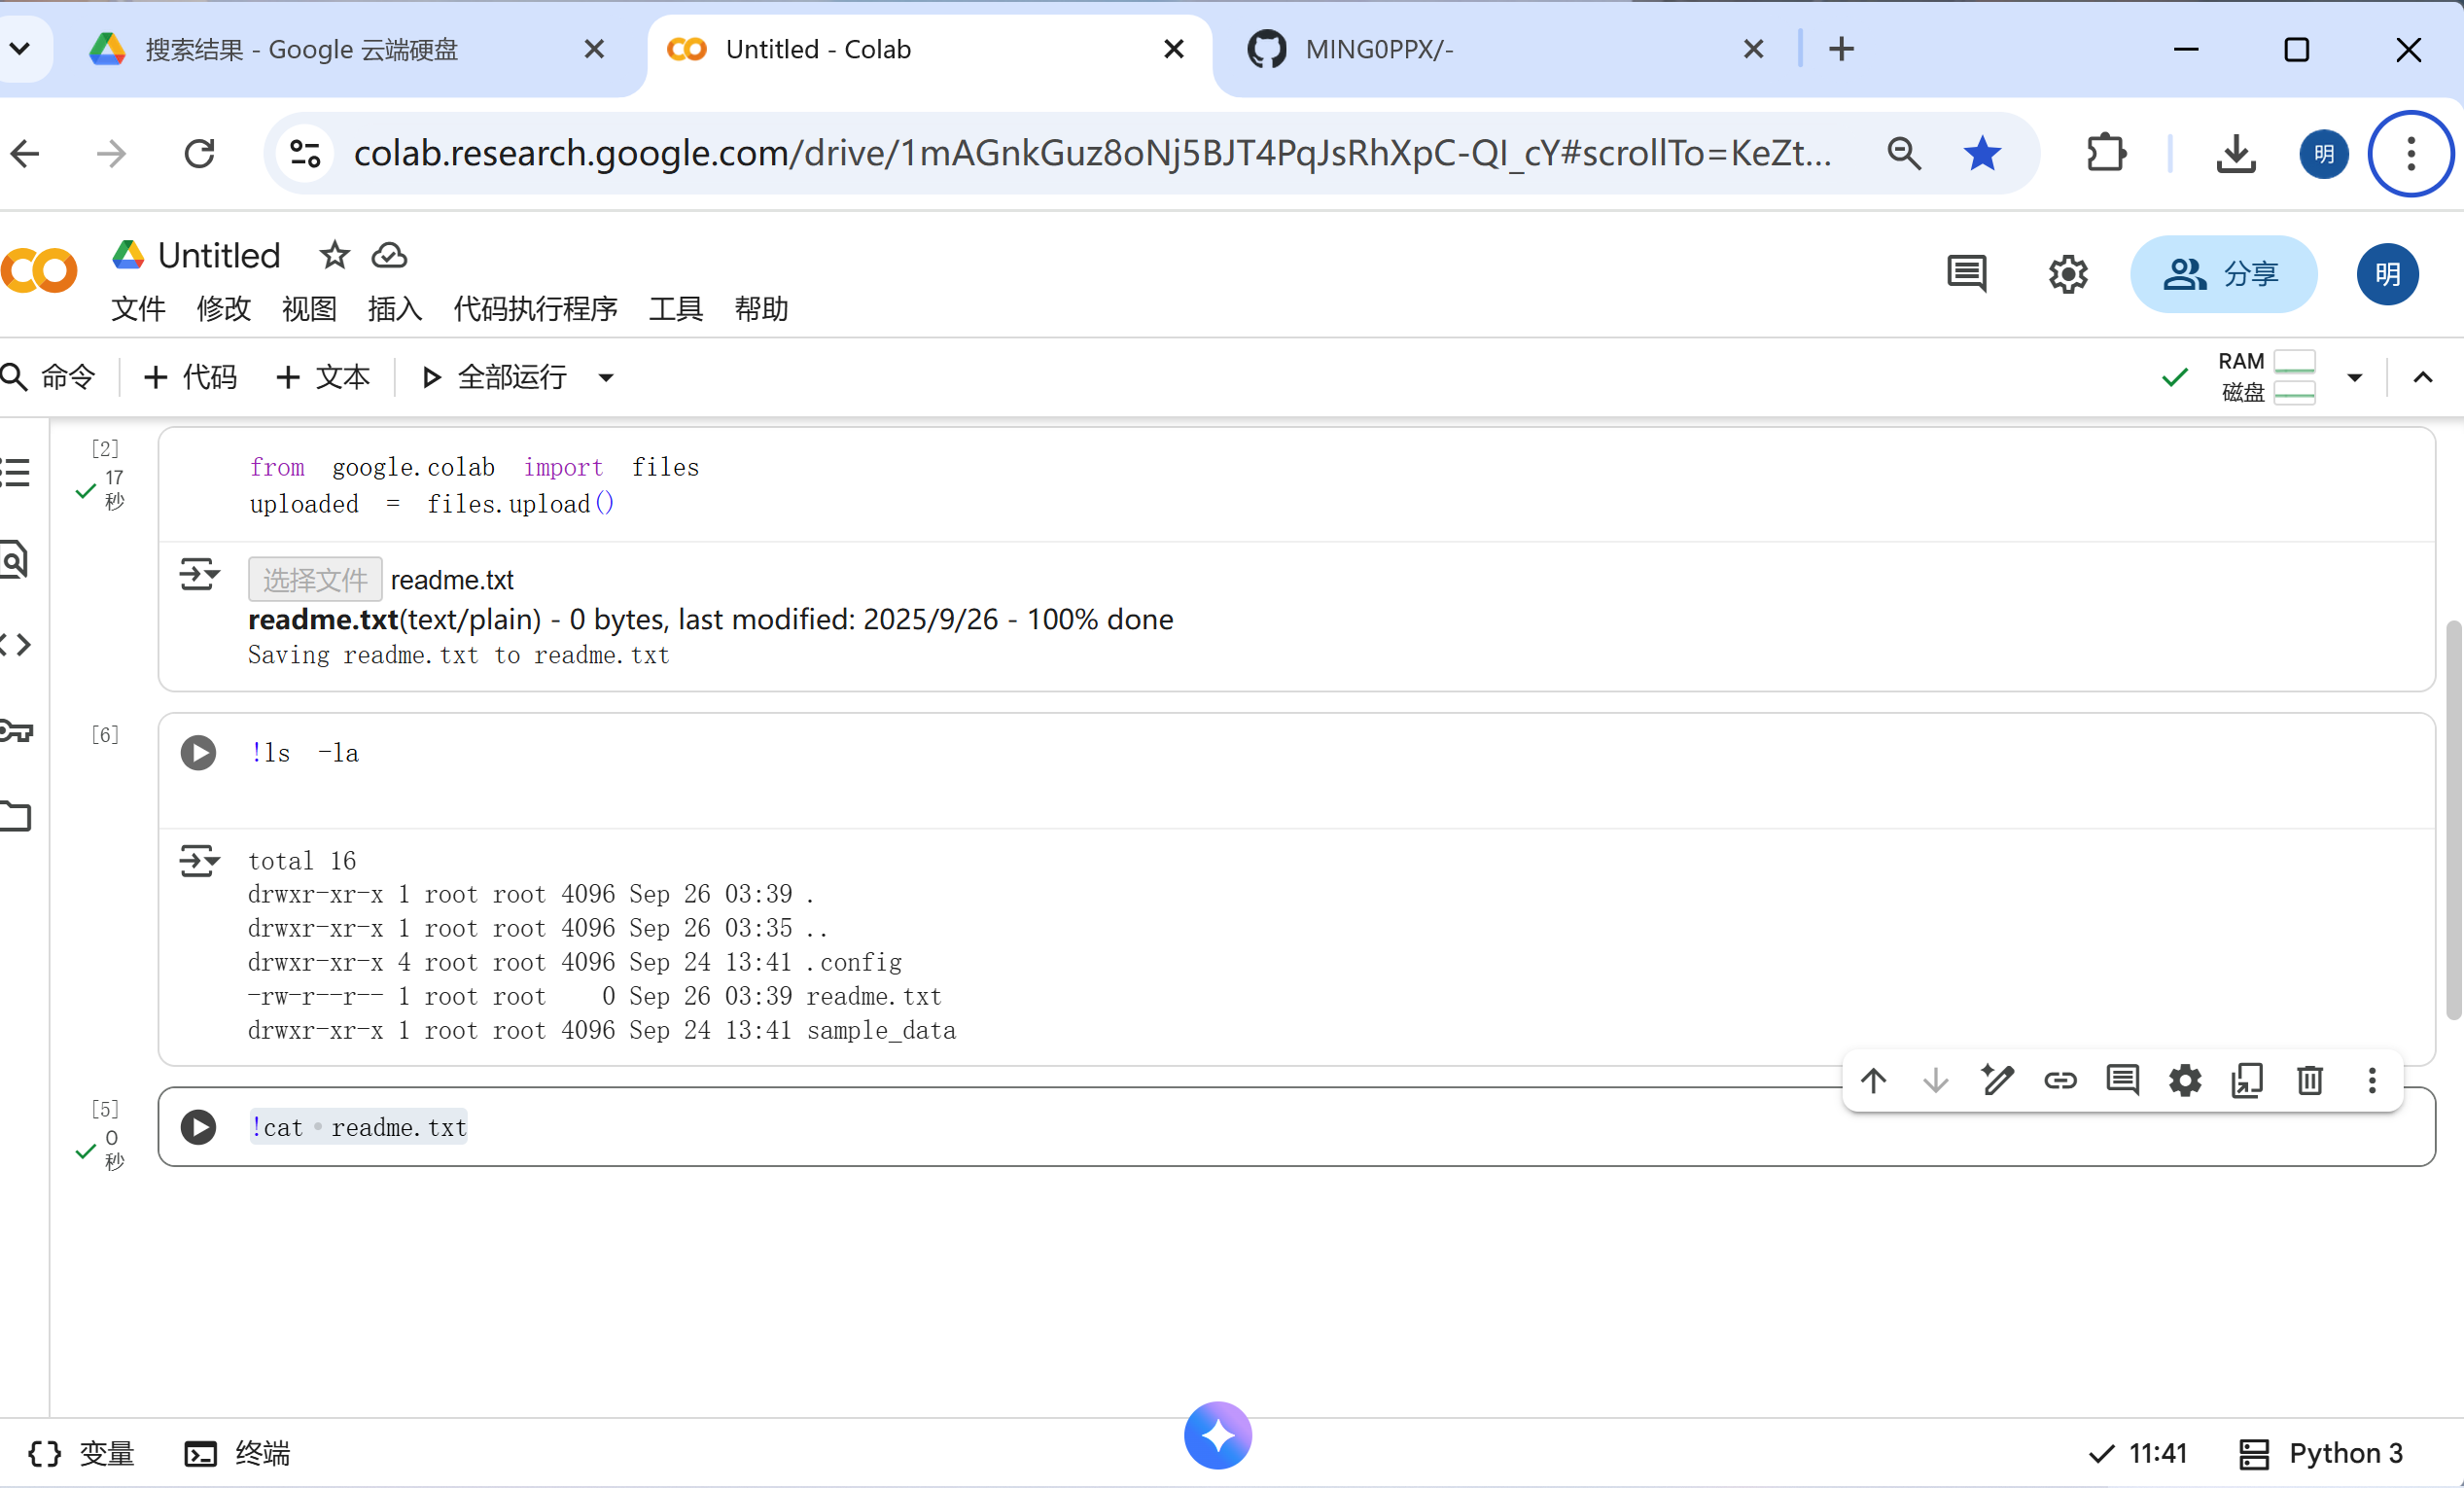 搜索结果 - Google 云端硬盘
Untitled - Colab
MING0PPX/-
colab.research.google.com/drive/1mAGnkGuz8oNj5BJT4PqJsRhXpC-QI_cY#scrollTo=KeZt...
明
Untitled
文件 修改 视图 插入 代码执行程序 工具 帮助
分享
明
命令 + 代码 + 文本 全部运行
RAM
磁盘
[2]
17
秒
from google.colab import files
uploaded = files.upload()
选择文件 readme.txt
readme.txt(text/plain) - 0 bytes, last modified: 2025/9/26 - 100% done
Saving readme.txt to readme.txt
[6]
!ls -la
total 16
drwxr-xr-x 1 root root 4096 Sep 26 03:39 .
drwxr-xr-x 1 root root 4096 Sep 26 03:35 ..
drwxr-xr-x 4 root root 4096 Sep 24 13:41 .config
-rw-r--r-- 1 root root    0 Sep 26 03:39 readme.txt
drwxr-xr-x 1 root root 4096 Sep 24 13:41 sample_data
[5]
0
秒
!cat readme.txt
变量 终端
11:41 Python 3